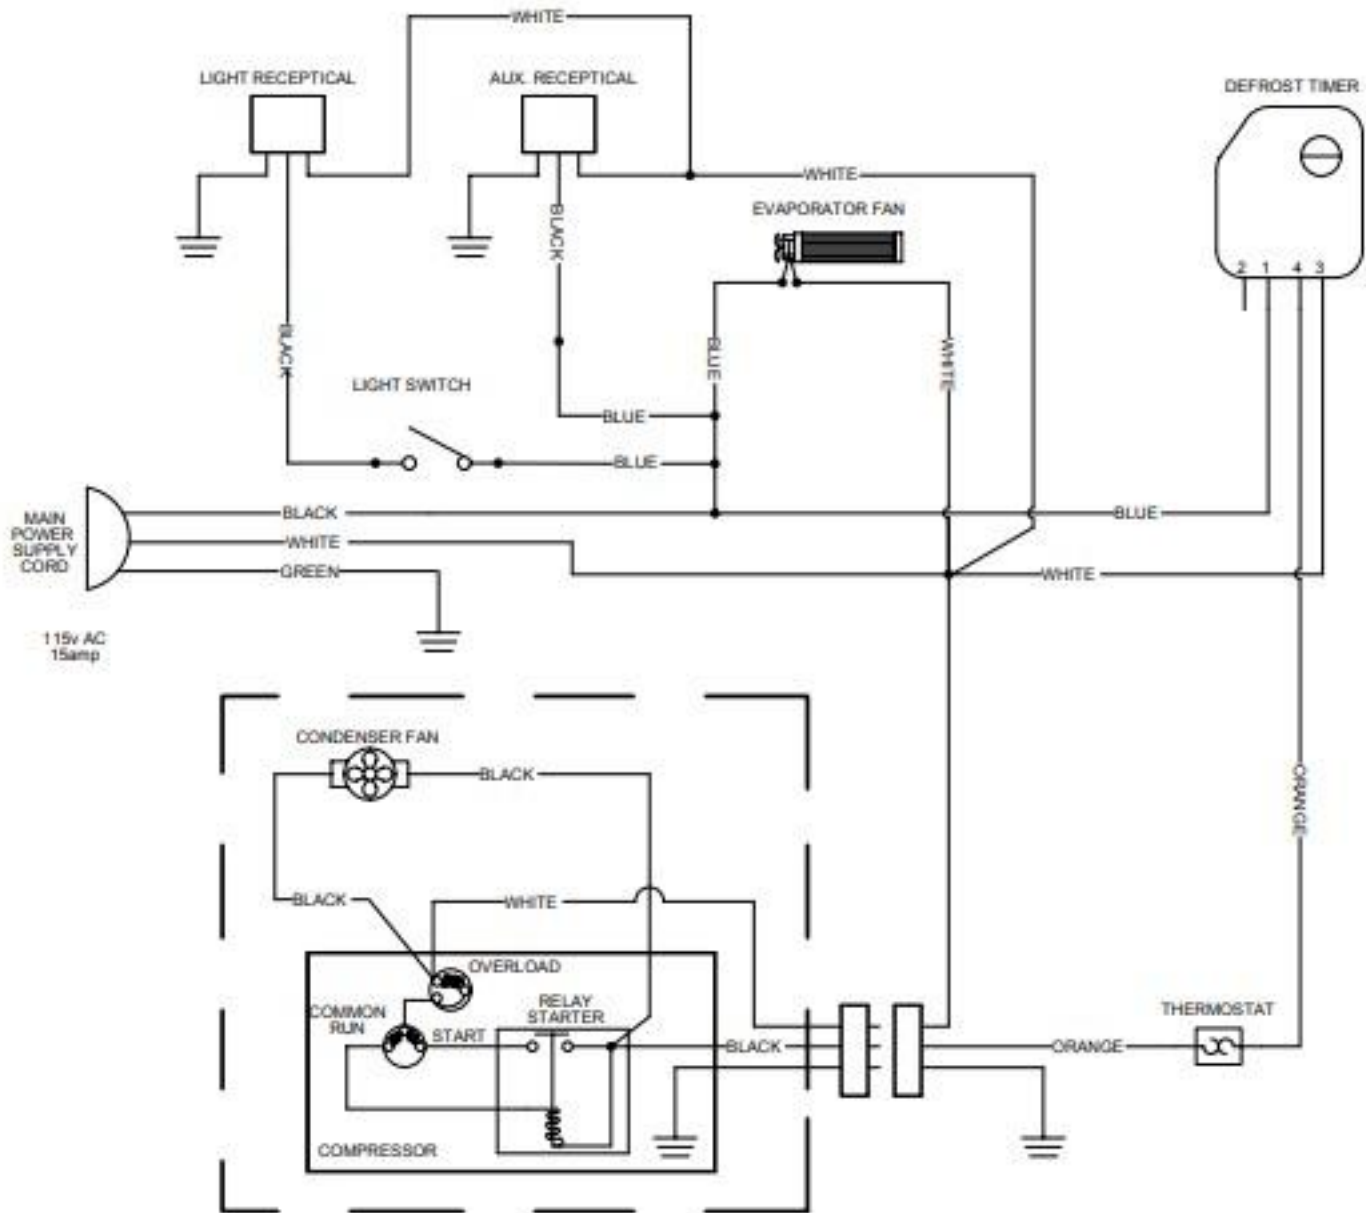 WHITE
LIGHT RECEPTICAL
AUX. RECEPTICAL
DEFROST TIMER
WHITE
EVAPORATOR FAN
BLACK
2 1 4 3
BLACK
BLUE
WHITE
LIGHT SWITCH
BLUE
BLUE
MAIN
POWER
SUPPLY
CORD
BLACK
BLUE
WHITE
GREEN
WHITE
115v AC
15amp
CONDENSER FAN
BLACK
ORANGE
BLACK
WHITE
OVERLOAD
COMMON
RUN
START
RELAY
STARTER
THERMOSTAT
BLACK
ORANGE
COMPRESSOR